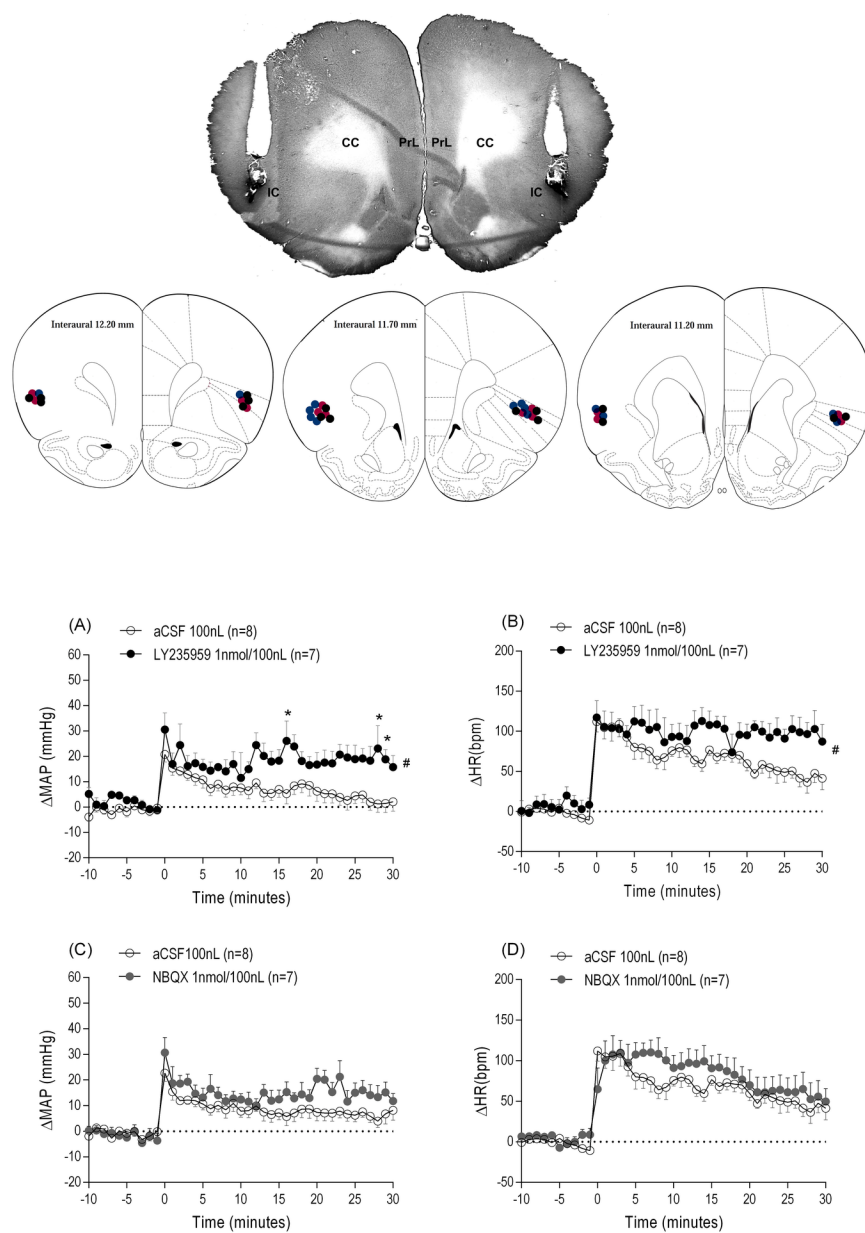 CC PrL PrL CC
IC IC
Interaural 12.20 mm
Interaural 11.70 mm
Interaural 11.20 mm
(A)
aCSF 100nL (n=8)
LY235959 1nmol/100nL (n=7)
60
50
40
30
20
10
0
-10
-20
ΔMAP (mmHg)
* * *
#
-10 -5 0 5 10 15 20 25 30
Time (minutes)
(B)
aCSF 100nL (n=8)
LY235959 1nmol/100nL (n=7)
200
150
100
50
0
-50
ΔHR(bpm)
#
-10 -5 0 5 10 15 20 25 30
Time (minutes)
(C)
aCSF100nL (n=8)
NBQX 1nmol/100nL (n=7)
60
50
40
30
20
10
0
-10
-20
ΔMAP (mmHg)
-10 -5 0 5 10 15 20 25 30
Time (minutes)
(D)
aCSF 100nL (n=8)
NBQX 1nmol/100nL (n=7)
200
150
100
50
0
-50
ΔHR(bpm)
-10 -5 0 5 10 15 20 25 30
Time (minutes)